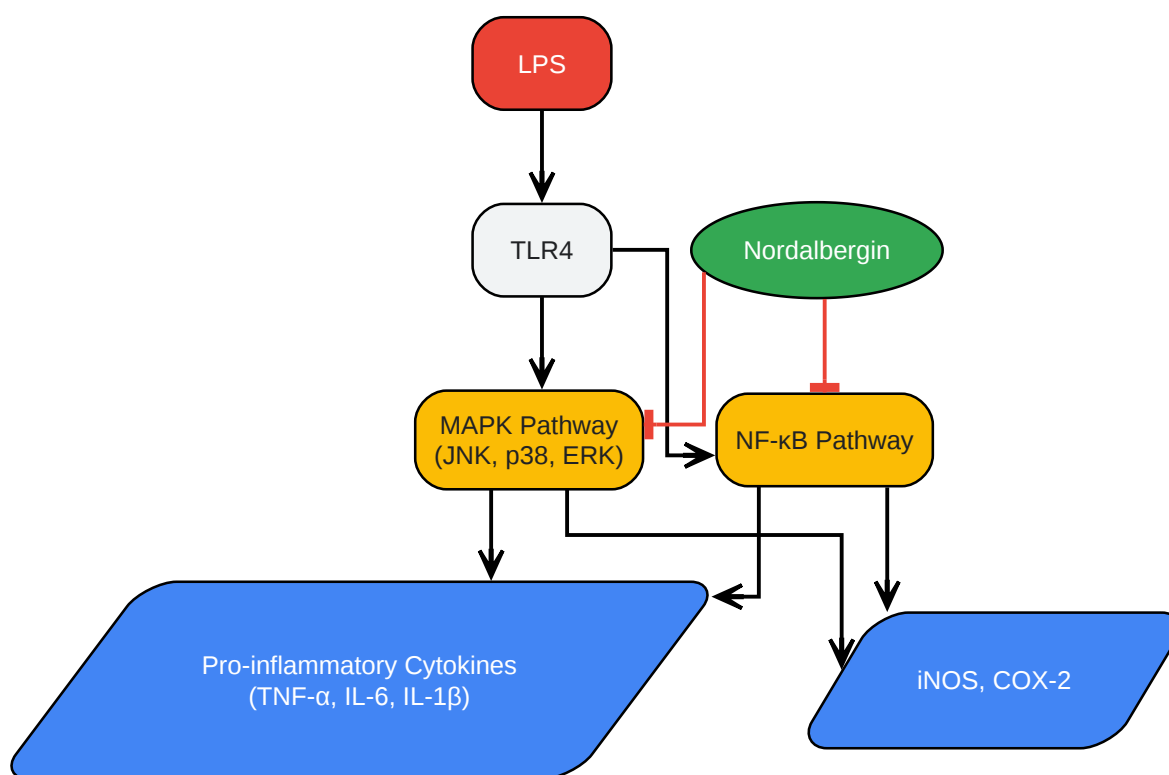 LPS
TLR4
Nordalbergin
MAPK Pathway
(JNK, p38, ERK)
NF-κB Pathway
Pro-inflammatory Cytokines
(TNF-α, IL-6, IL-1β)
iNOS, COX-2